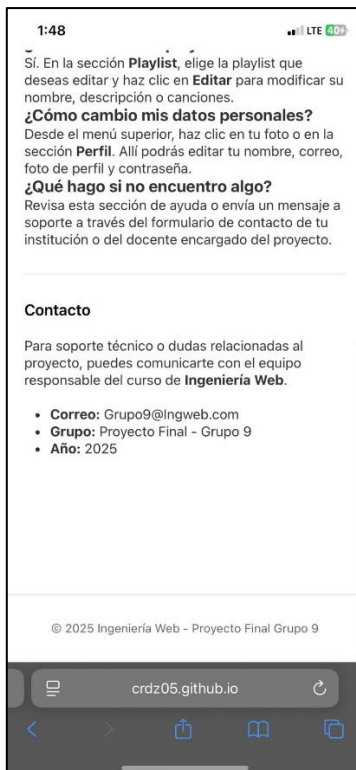 1:48
LTE 40
Sí. En la sección Playlist, elige la playlist que
deseas editar y haz clic en Editar para modificar su
nombre, descripción o canciones.
¿Cómo cambio mis datos personales?
Desde el menú superior, haz clic en tu foto o en la
sección Perfil. Allí podrás editar tu nombre, correo,
foto de perfil y contraseña.
¿Qué hago si no encuentro algo?
Revisa esta sección de ayuda o envía un mensaje a
soporte a través del formulario de contacto de tu
institución o del docente encargado del proyecto.
Contacto
Para soporte técnico o dudas relacionadas al
proyecto, puedes comunicarte con el equipo
responsable del curso de Ingeniería Web.
• Correo: Grupo9@Ingweb.com
• Grupo: Proyecto Final - Grupo 9
• Año: 2025
© 2025 Ingeniería Web - Proyecto Final Grupo 9
crdz05.github.io